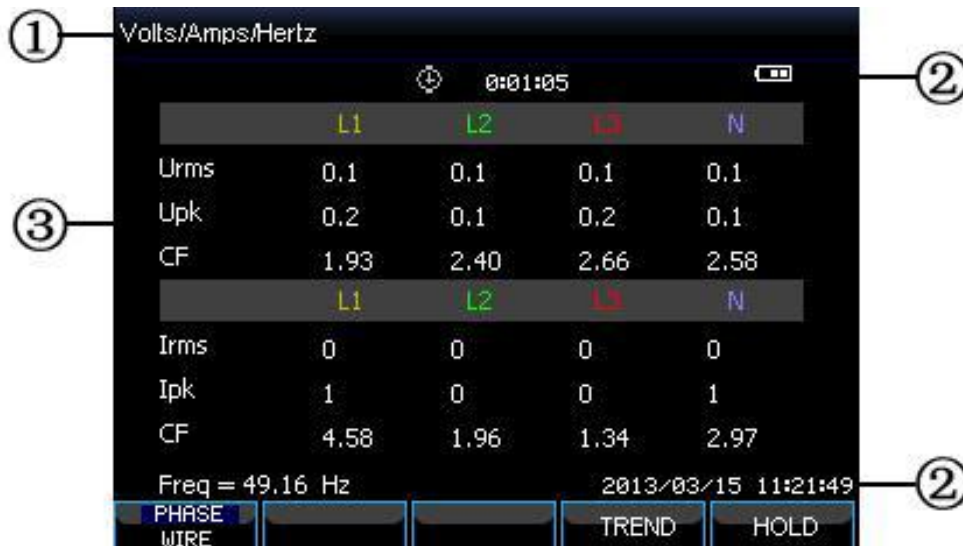 ①
Volts/Amps/Hertz
0:01:05
②
L1 L2 L3 N
Urms 0.1 0.1 0.1 0.1
③
Upk 0.2 0.1 0.2 0.1
CF 1.93 2.40 2.66 2.58
L1 L2 L3 N
Irms 0 0 0 0
Ipk 1 0 0 1
CF 4.58 1.96 1.34 2.97
Freq = 49.16 Hz 2013/03/15 11:21:49
②
PHASE
WIRE
TREND HOLD